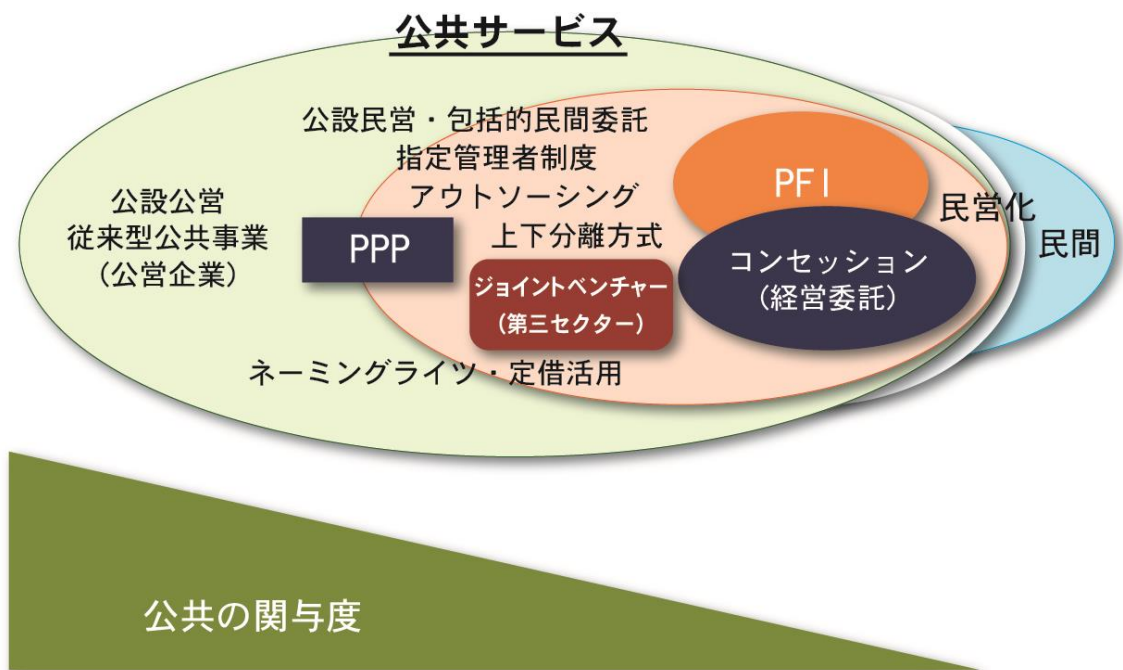 公共サービス
公設民営・包括的民間委託
指定管理者制度
アウトソーシング
上下分離方式
公設公営
従来型公共事業
(公営企業)
PPP
ジョイントベンチャー
(第三セクター)
PFI
コンセッション
(経営委託)
民営化
民間
ネーミングライツ・定借活用
公共の関与度